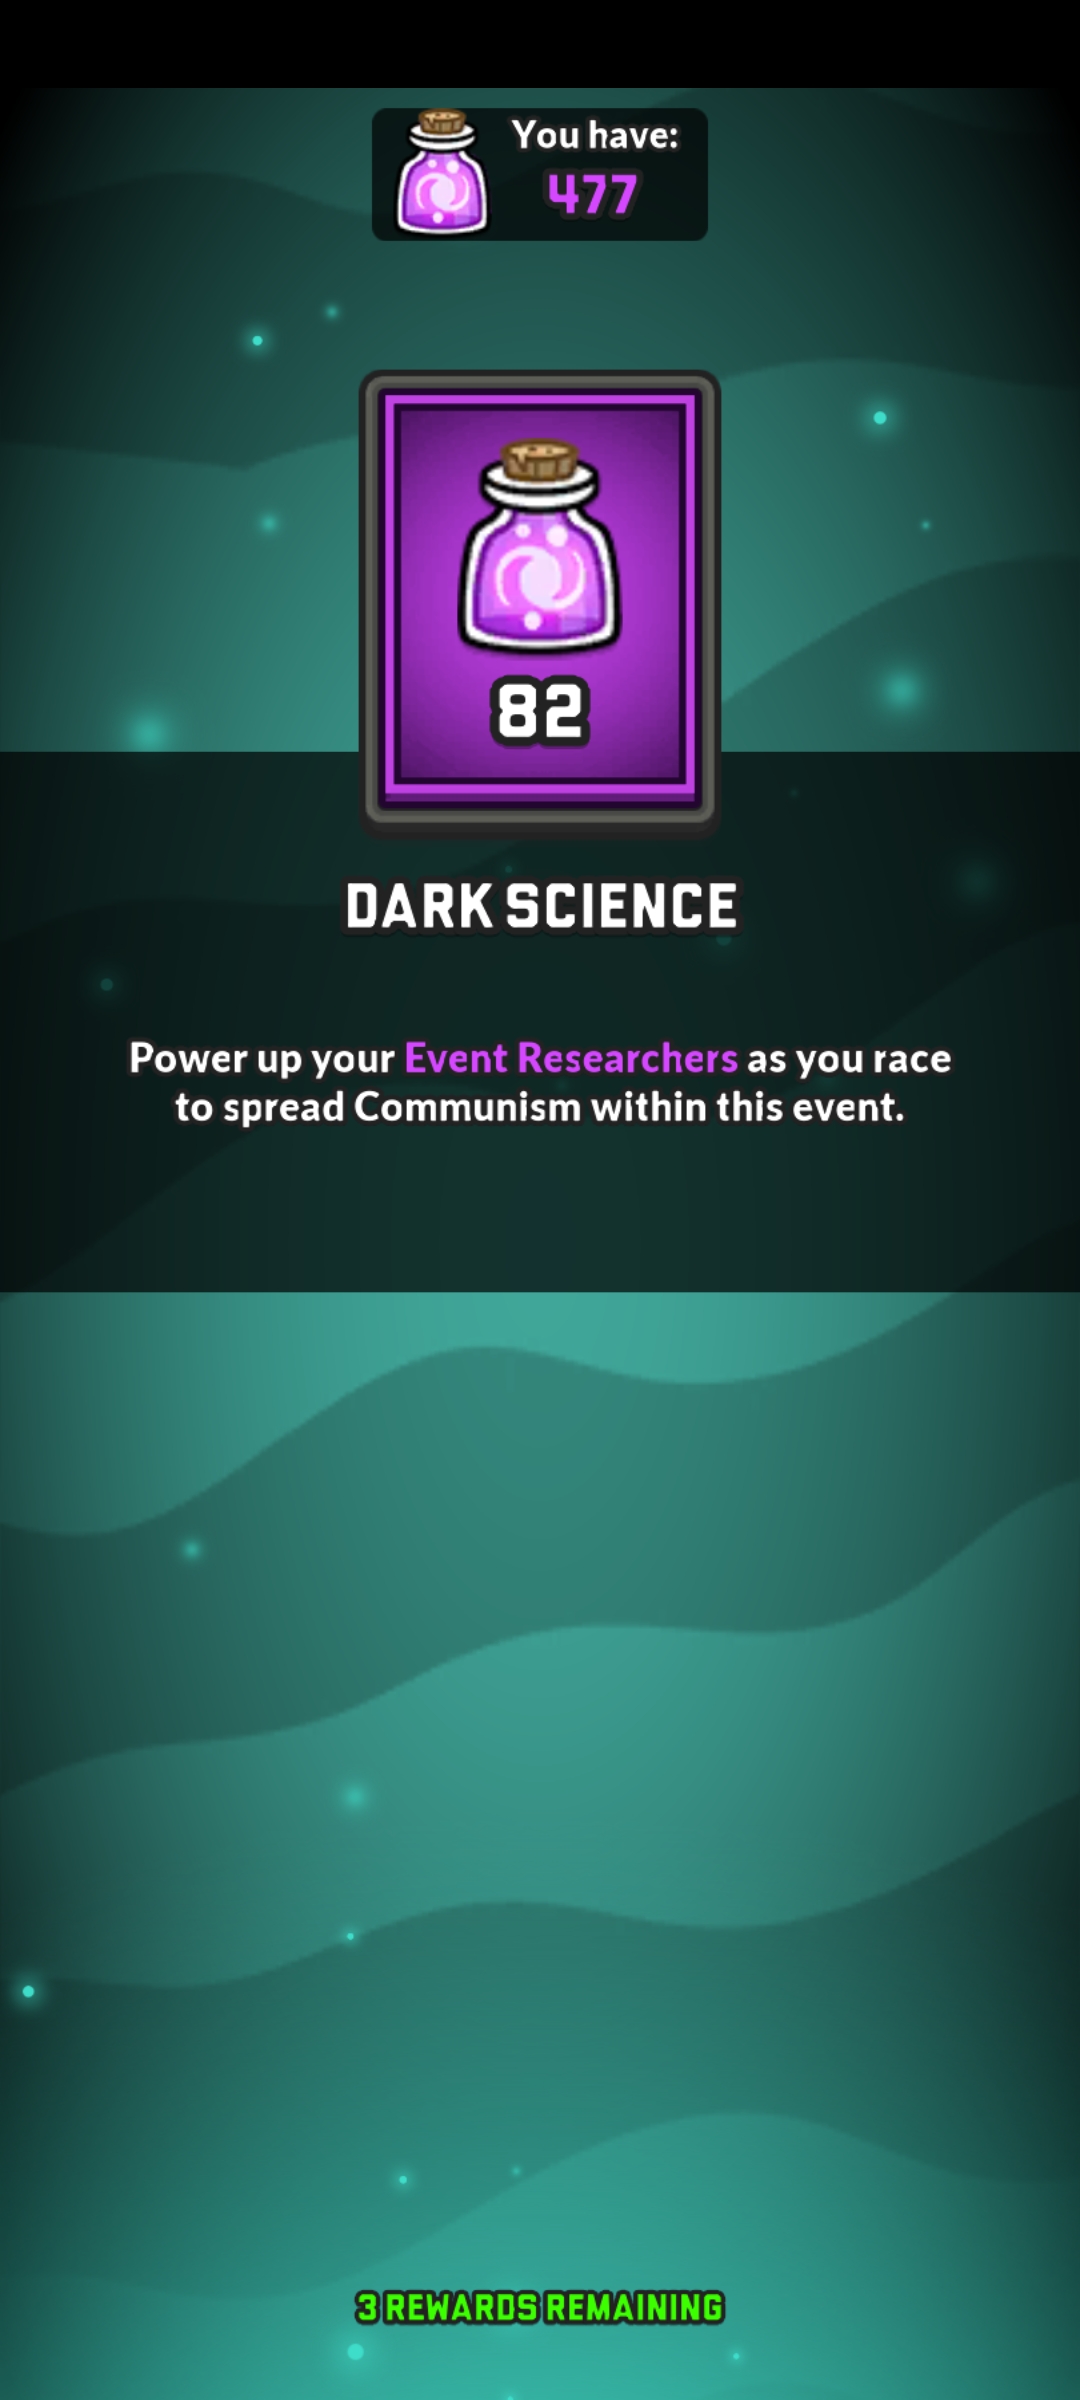 You have:
477
82
DARK SCIENCE
Power up your Event Researchers as you race
to spread Communism within this event.
3 REWARDS REMAINING